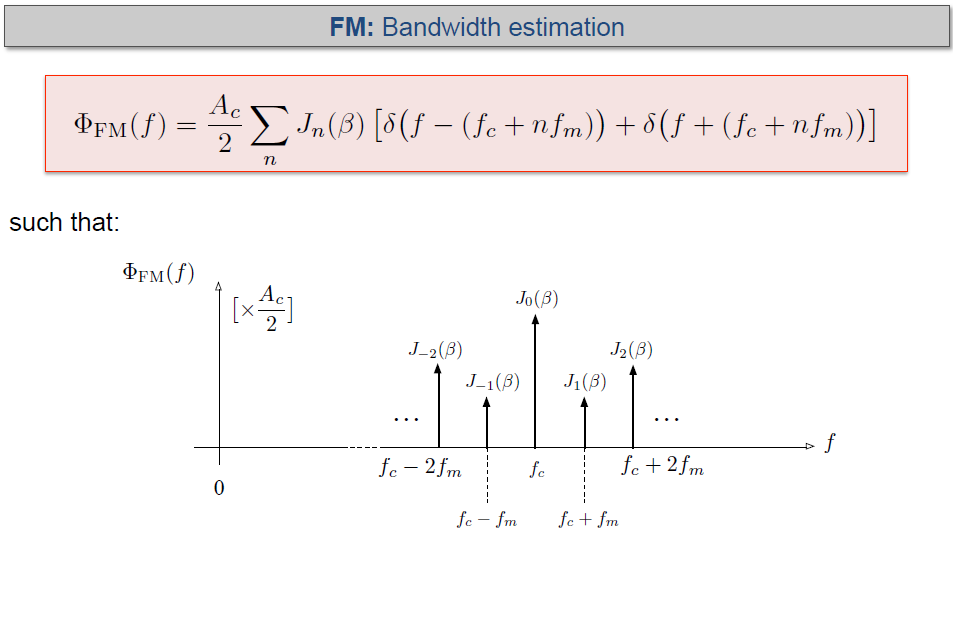 FM: Bandwidth estimation
Φ_FM(f) = A_c/2 ∑_n J_n(β) [δ(f − (f_c + nf_m)) + δ(f + (f_c + nf_m))]
such that:
Φ_FM(f)
[×A_c/2]
J_0(β)
J_−2(β) J_2(β)
J_−1(β) J_1(β)
... ...
f
f_c − 2f_m f_c f_c + 2f_m
0
f_c − f_m f_c + f_m